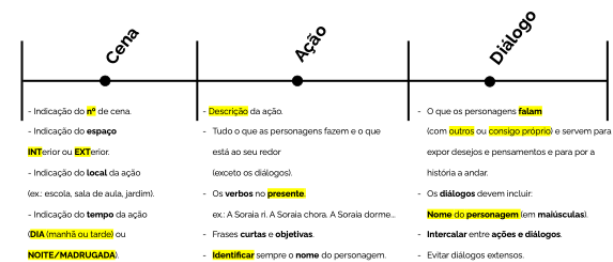 Cena
- Indicação do nº de cena.
- Indicação do espaço
INTerior ou EXTerior.
- Indicação do local da ação
(ex.: escola, sala de aula, jardim).
- Indicação do tempo da ação
(DIA (manhã ou tarde) ou
NOITE/MADRUGADA).
Ação
- Descrição da ação.
- Tudo o que as personagens fazem e o que
está ao seu redor
(exceto os diálogos).
- Os verbos no presente.
ex.: A Soraia ri. A Soraia chora. A Soraia dorme...
- Frases curtas e objetivas.
- Identificar sempre o nome do personagem.
Diálogo
- O que os personagens falam
(com outros ou consigo próprio) e servem para
expor desejos e pensamentos e para por a
história a andar.
- Os diálogos devem incluir:
Nome do personagem (em maiúsculas).
- Intercalar entre ações e diálogos.
- Evitar diálogos extensos.